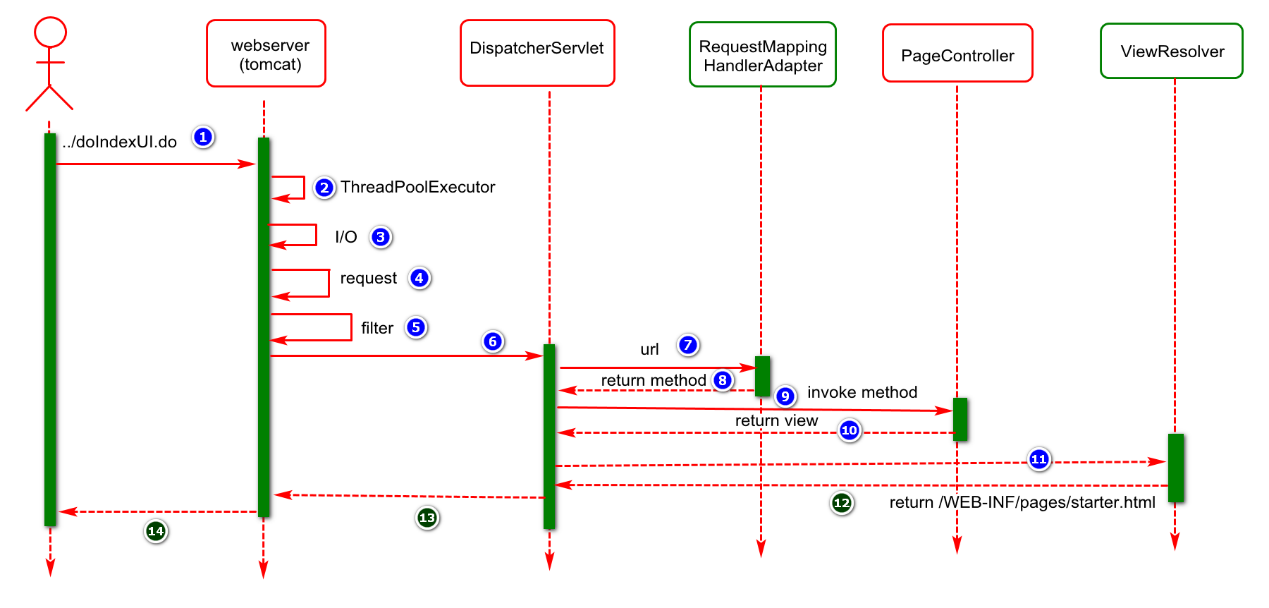 webserver
(tomcat)
DispatcherServlet
RequestMapping
HandlerAdapter
PageController
ViewResolver
../doIndexUI.do
1
2
ThreadPoolExecutor
I/O
3
request
4
filter
5
6
url
7
return method
8
9
invoke method
return view
10
11
12
return /WEB-INF/pages/starter.html
13
14